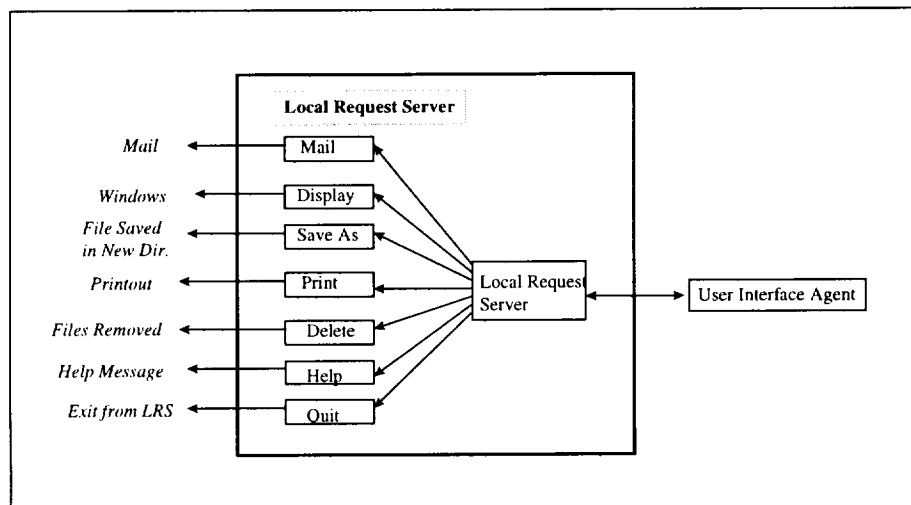 Local Request Server
Mail
Mail
Windows
Display
File Saved
in New Dir.
Save As
Printout
Print
Local Request
Server
User Interface Agent
Files Removed
Delete
Help Message
Help
Exit from LRS
Quit